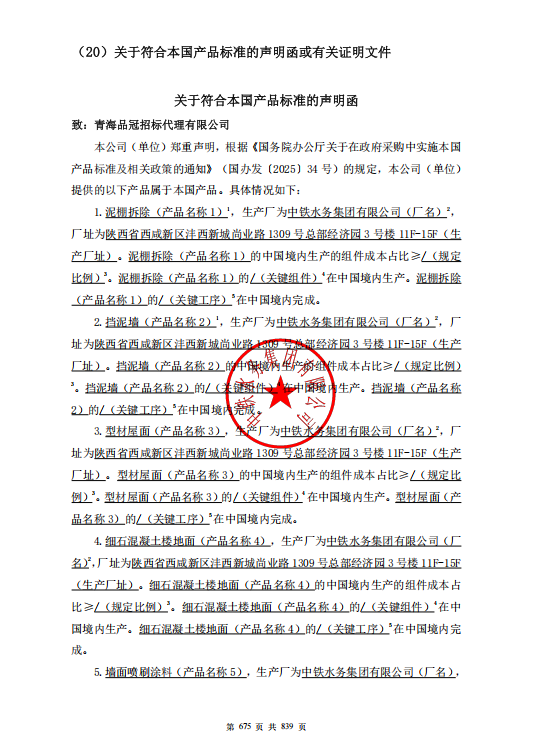 （20）关于符合本国产品标准的声明函或有关证明文件
关于符合本国产品标准的声明函
致：青海品冠招标代理有限公司
本公司（单位）郑重声明，根据《国务院办公厅关于在政府采购中实施本国
产品标准及相关政策的通知》（国办发〔2025〕34 号）的规定，本公司（单位）
提供的以下产品属于本国产品。具体情况如下：
1.泥棚拆除（产品名称 1）1，生产厂为中铁水务集团有限公司（厂名）2，
厂址为陕西省西咸新区沣西新城尚业路 1309 号总部经济园 3 号楼 11F-15F（生
产厂址）。泥棚拆除（产品名称 1）的中国境内生产的组件成本占比≥/（规定
比例）3。泥棚拆除（产品名称 1）的/（关键组件）4在中国境内生产。泥棚拆除
（产品名称 1）的/（关键工序）5在中国境内完成。
2.挡泥墙（产品名称 2）1，生产厂为中铁水务集团有限公司（厂名）2，厂
址为陕西省西咸新区沣西新城尚业路 1309 号总部经济园 3 号楼 11F-15F（生产
厂址）。挡泥墙（产品名称 2）的中国境内生产的组件成本占比≥/（规定比例）
3。挡泥墙（产品名称 2）的/（关键组件）4在中国境内生产。挡泥墙（产品名称
2）的/（关键工序）5在中国境内完成。
3.型材屋面（产品名称 3），生产厂为中铁水务集团有限公司（厂名）2，厂
址为陕西省西咸新区沣西新城尚业路 1309 号总部经济园 3 号楼 11F-15F（生产
厂址）。型材屋面（产品名称 3）的中国境内生产的组件成本占比≥/（规定比
例）3。型材屋面（产品名称 3）的/（关键组件）4在中国境内生产。型材屋面（产
品名称 3）的/（关键工序）5在中国境内完成。
4.细石混凝土楼地面（产品名称 4），生产厂为中铁水务集团有限公司（厂
名）2，厂址为陕西省西咸新区沣西新城尚业路 1309 号总部经济园 3 号楼 11F-15F
（生产厂址）。细石混凝土楼地面（产品名称 4）的中国境内生产的组件成本占
比≥/（规定比例）3。细石混凝土楼地面（产品名称 4）的/（关键组件）4在中
国境内生产。细石混凝土楼地面（产品名称 4）的/（关键工序）5在中国境内完
成。
5.墙面喷刷涂料（产品名称 5），生产厂为中铁水务集团有限公司（厂名），
中铁水务集团有限公司
第 675 页 共 839 页